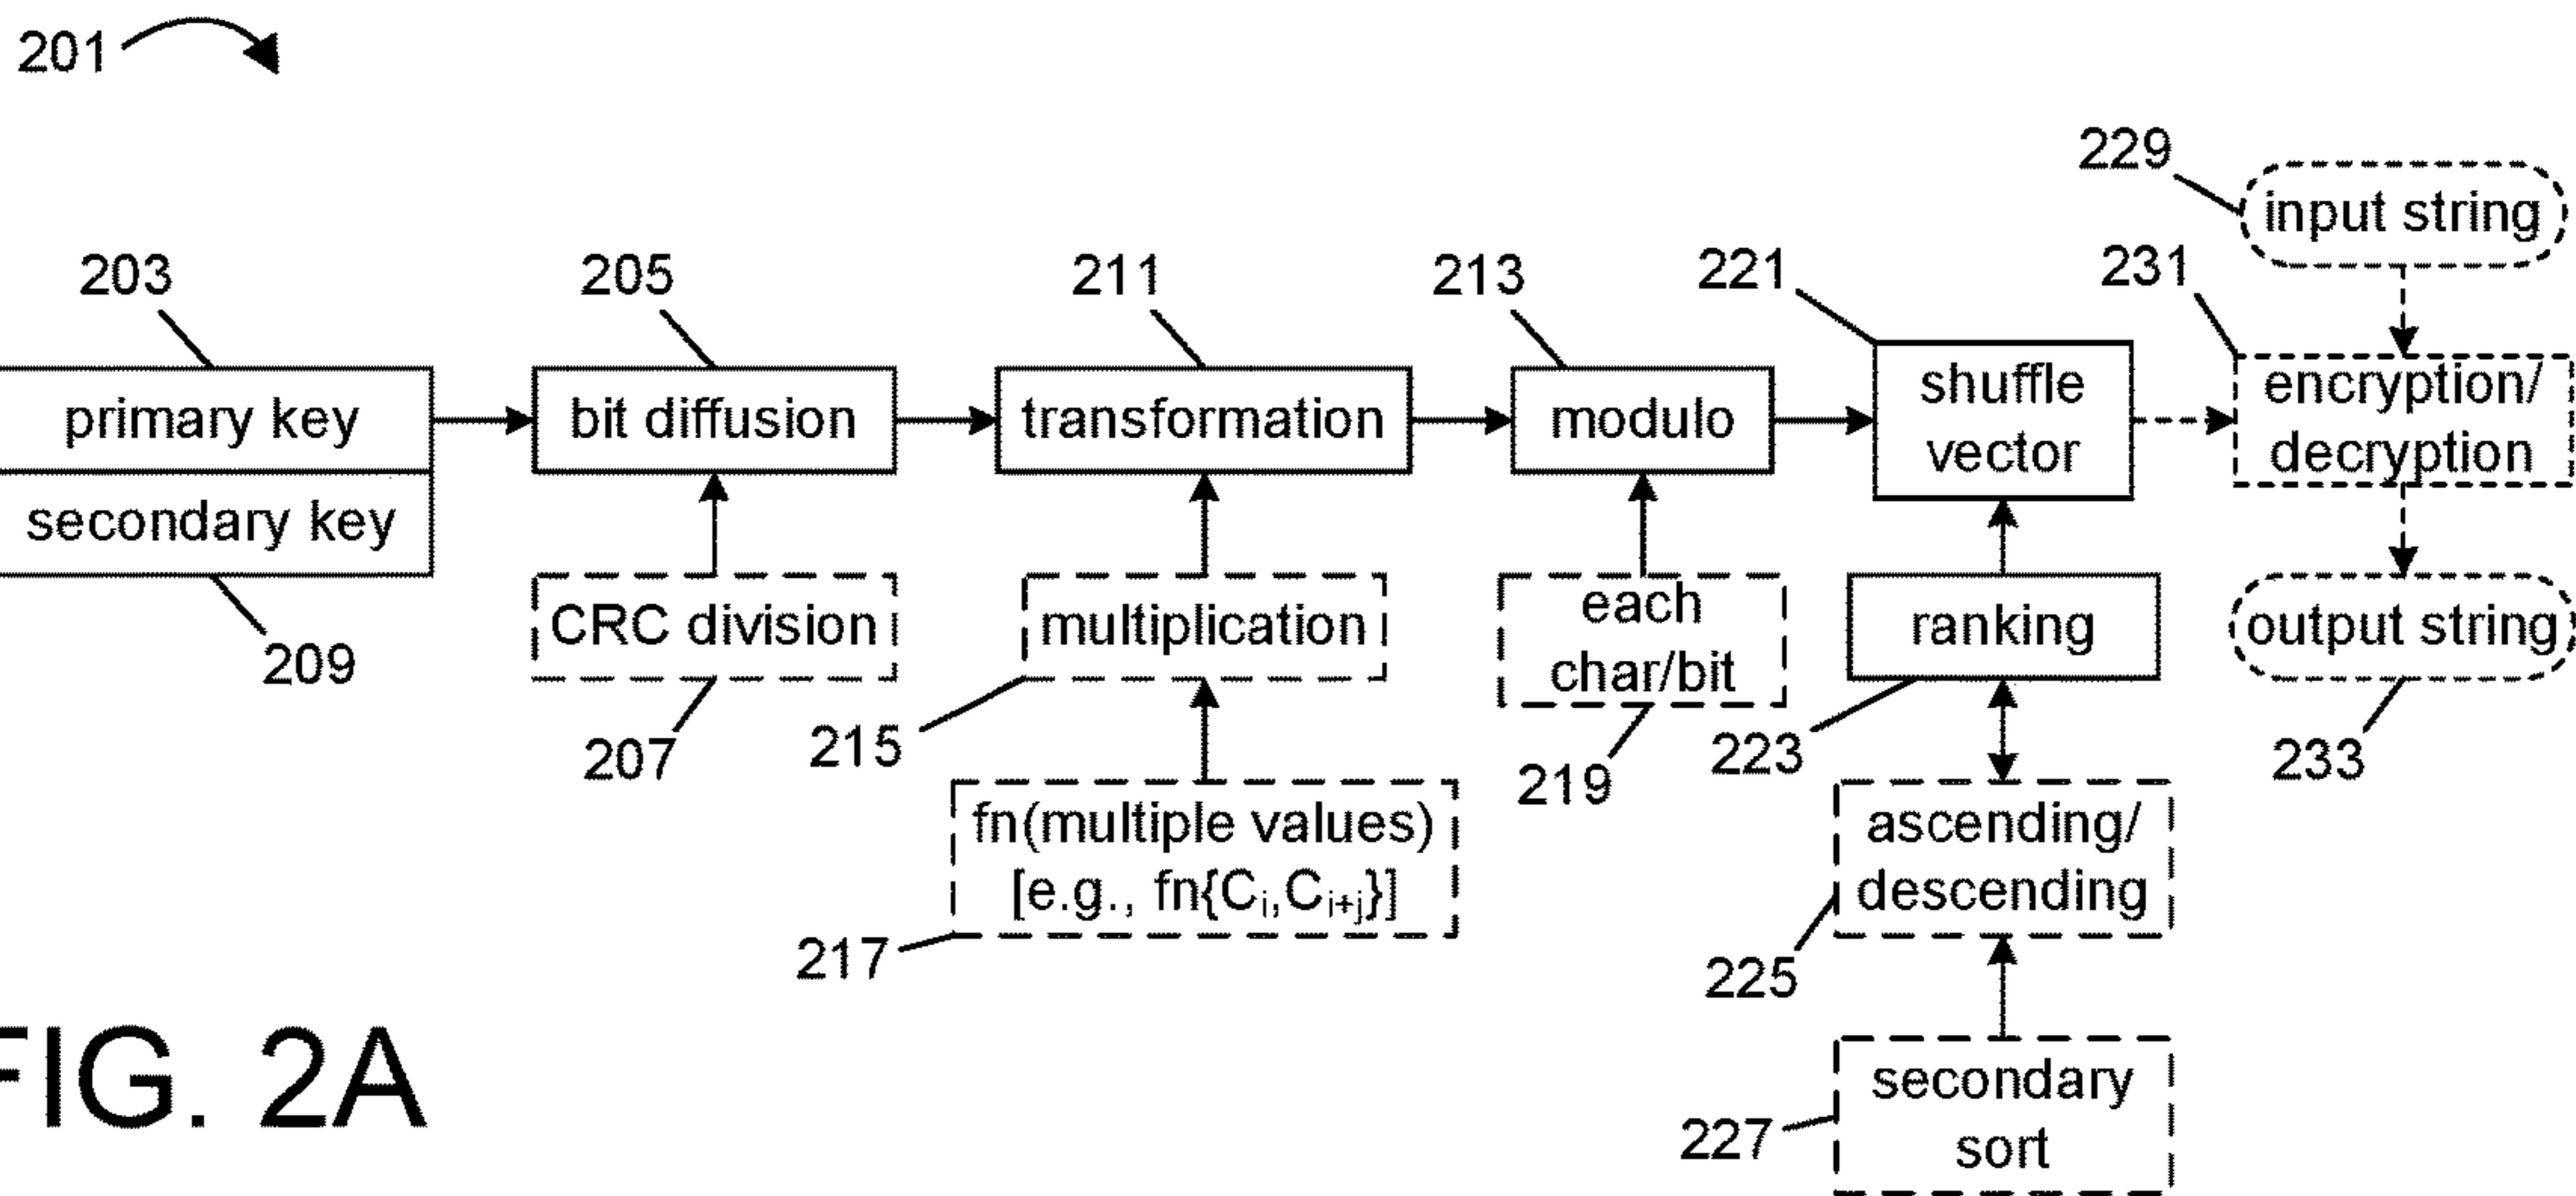 201
229
input string
203
205
211
213
221
231
primary key
bit diffusion
transformation
modulo
shuffle
vector
encryption/
decryption
secondary key
209
CRC division
207
multiplication
215
each
char/bit
219
ranking
223
output string
233
fn(multiple values)
[e.g., fn{Cᵢ,Cᵢ₊ⱼ}]
217
ascending/
descending
225
secondary
sort
227
FIG. 2A